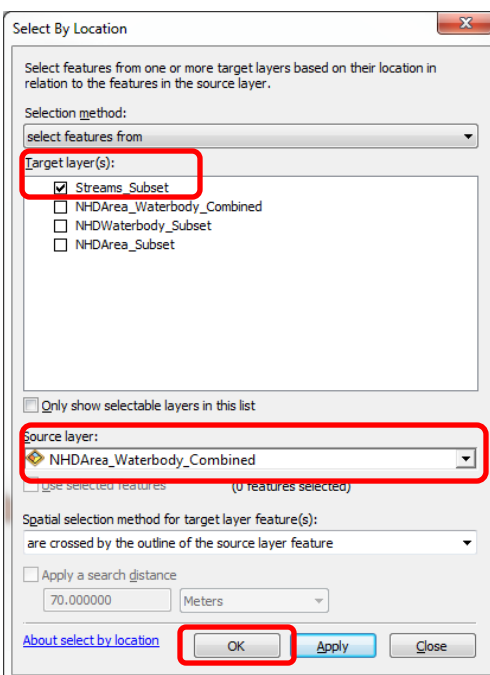 Select By Location
x
Select features from one or more target layers based on their location in
relation to the features in the source layer.
Selection method:
select features from
Target layer(s):
Streams_Subset
NHDArea_Waterbody_Combined
NHDWaterbody_Subset
NHDArea_Subset
Only show selectable layers in this list
Source layer:
NHDArea_Waterbody_Combined
Use selected features (0 features selected)
Spatial selection method for target layer feature(s):
are crossed by the outline of the source layer feature
Apply a search distance
70.000000 Meters
About select by location OK Apply Close